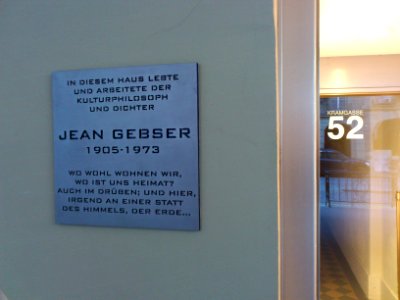 IN DIESEM HAUS LEBTE
UND ARBEITETE DER
KULTURPHILOSOPH
UND DICHTER
JEAN GEBSER
1905-1973
WO WOHL WOHNEN WIR,
WO IST UNS HEIMAT?
AUCH IM DRÜBEN; UND HIER,
IRGEND AN EINER STATT
DES HIMMELS, DER ERDE...
KRAMGASSE
52